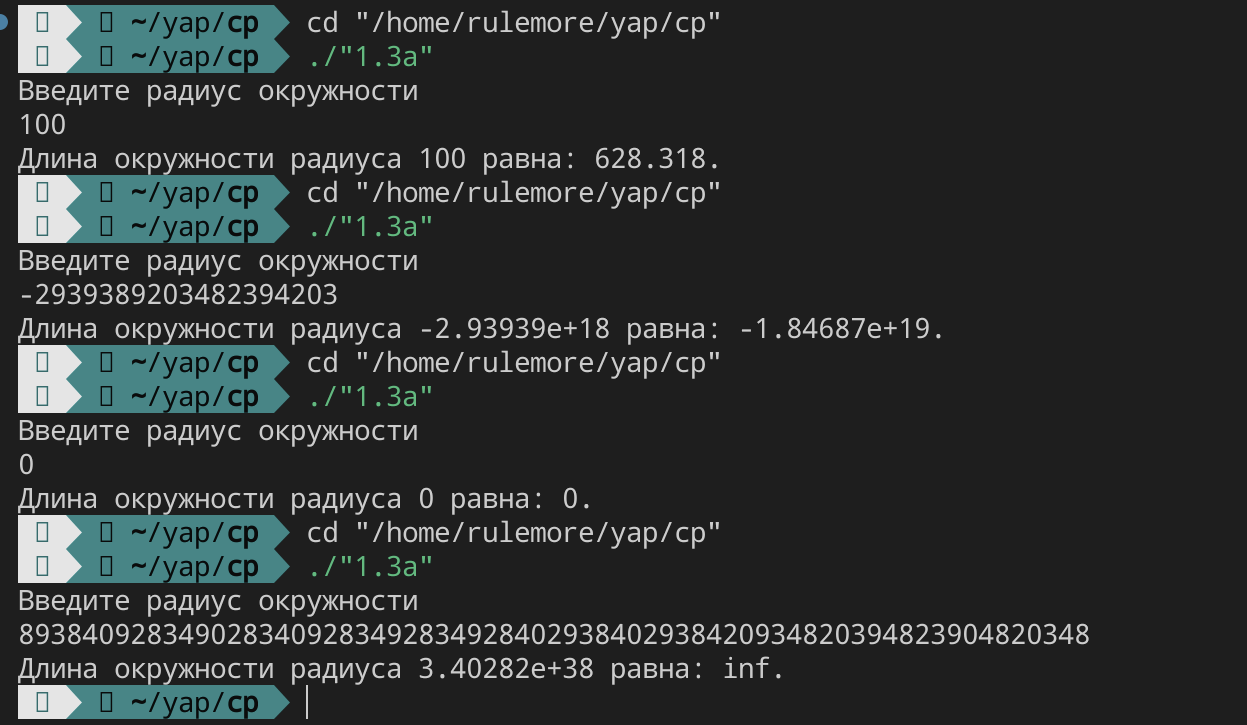 ~/yap/cp cd "/home/rulemore/yap/cp"
~/yap/cp ./"1.3a"
Введите радиус окружности
100
Длина окружности радиуса 100 равна: 628.318.
~/yap/cp cd "/home/rulemore/yap/cp"
~/yap/cp ./"1.3a"
Введите радиус окружности
-2939389203482394203
Длина окружности радиуса -2.93939e+18 равна: -1.84687e+19.
~/yap/cp cd "/home/rulemore/yap/cp"
~/yap/cp ./"1.3a"
Введите радиус окружности
0
Длина окружности радиуса 0 равна: 0.
~/yap/cp cd "/home/rulemore/yap/cp"
~/yap/cp ./"1.3a"
Введите радиус окружности
8938409283490283409283492834928402938402938420934820394823904820348
Длина окружности радиуса 3.40282e+38 равна: inf.
~/yap/cp